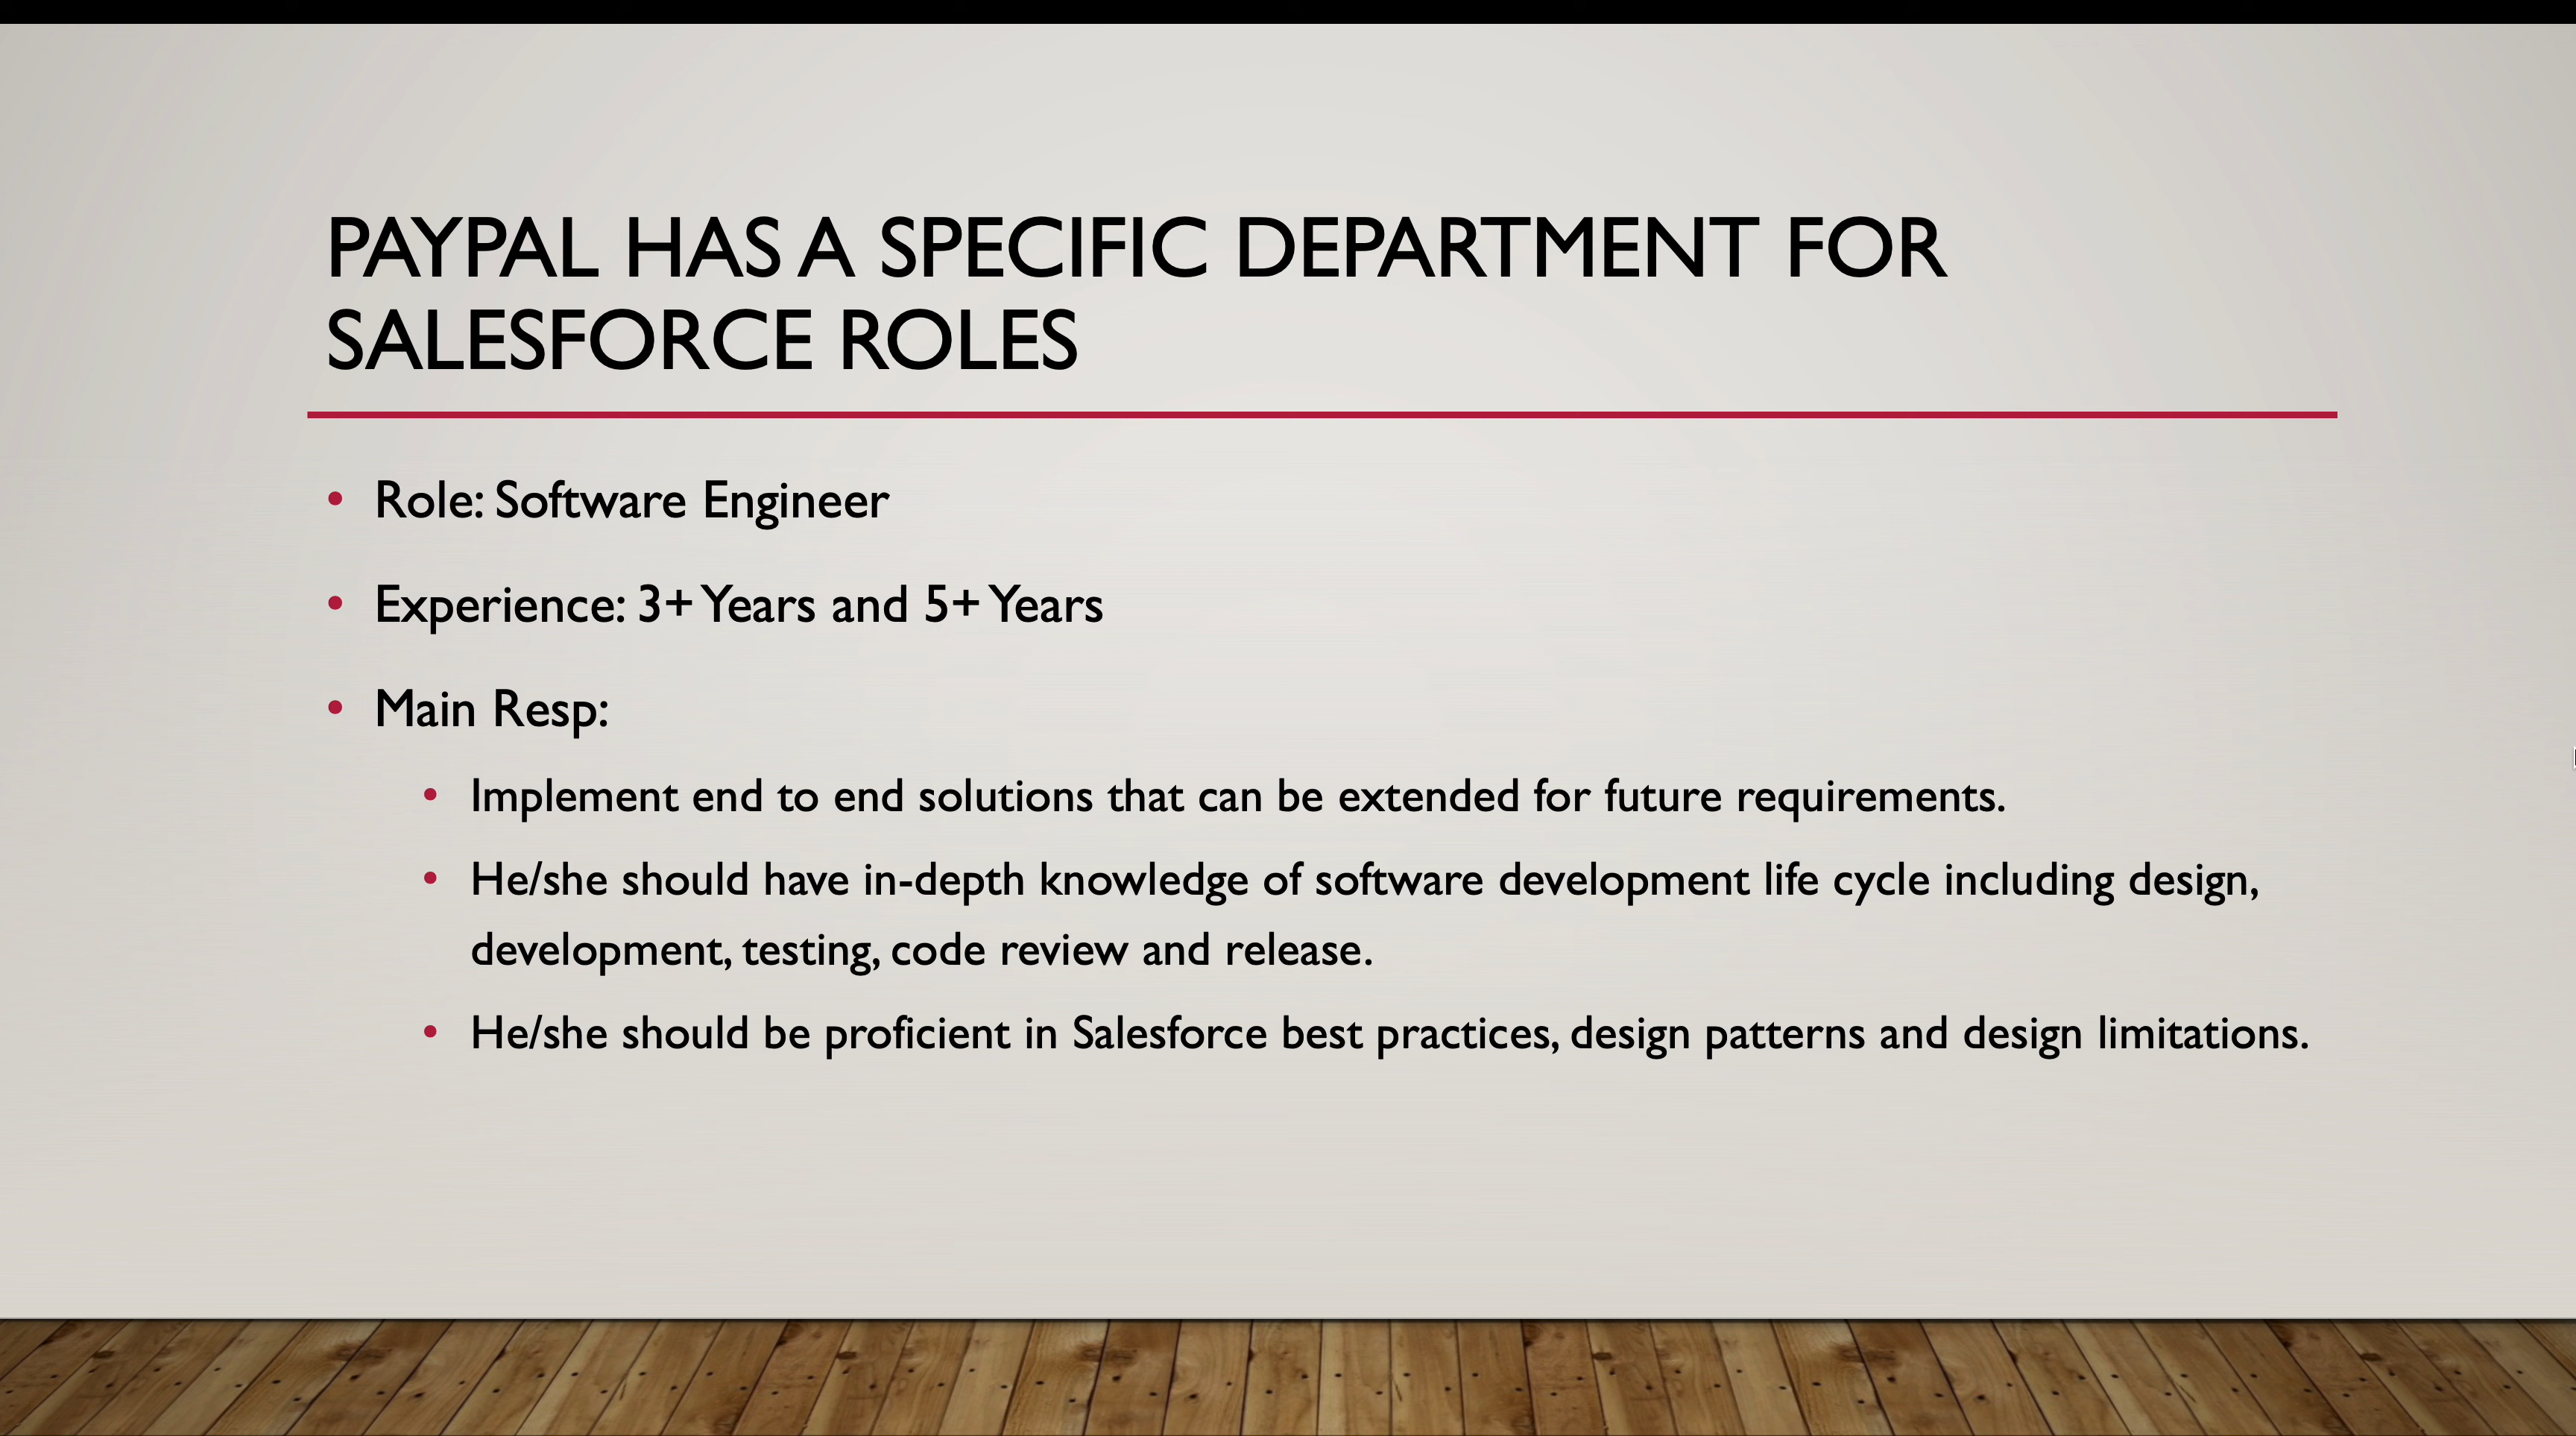 PAYPAL HAS A SPECIFIC DEPARTMENT FOR
SALESFORCE ROLES
• Role: Software Engineer
• Experience: 3+ Years and 5+ Years
• Main Resp:
• Implement end to end solutions that can be extended for future requirements.
• He/she should have in-depth knowledge of software development life cycle including design,
development, testing, code review and release.
• He/she should be proficient in Salesforce best practices, design patterns and design limitations.